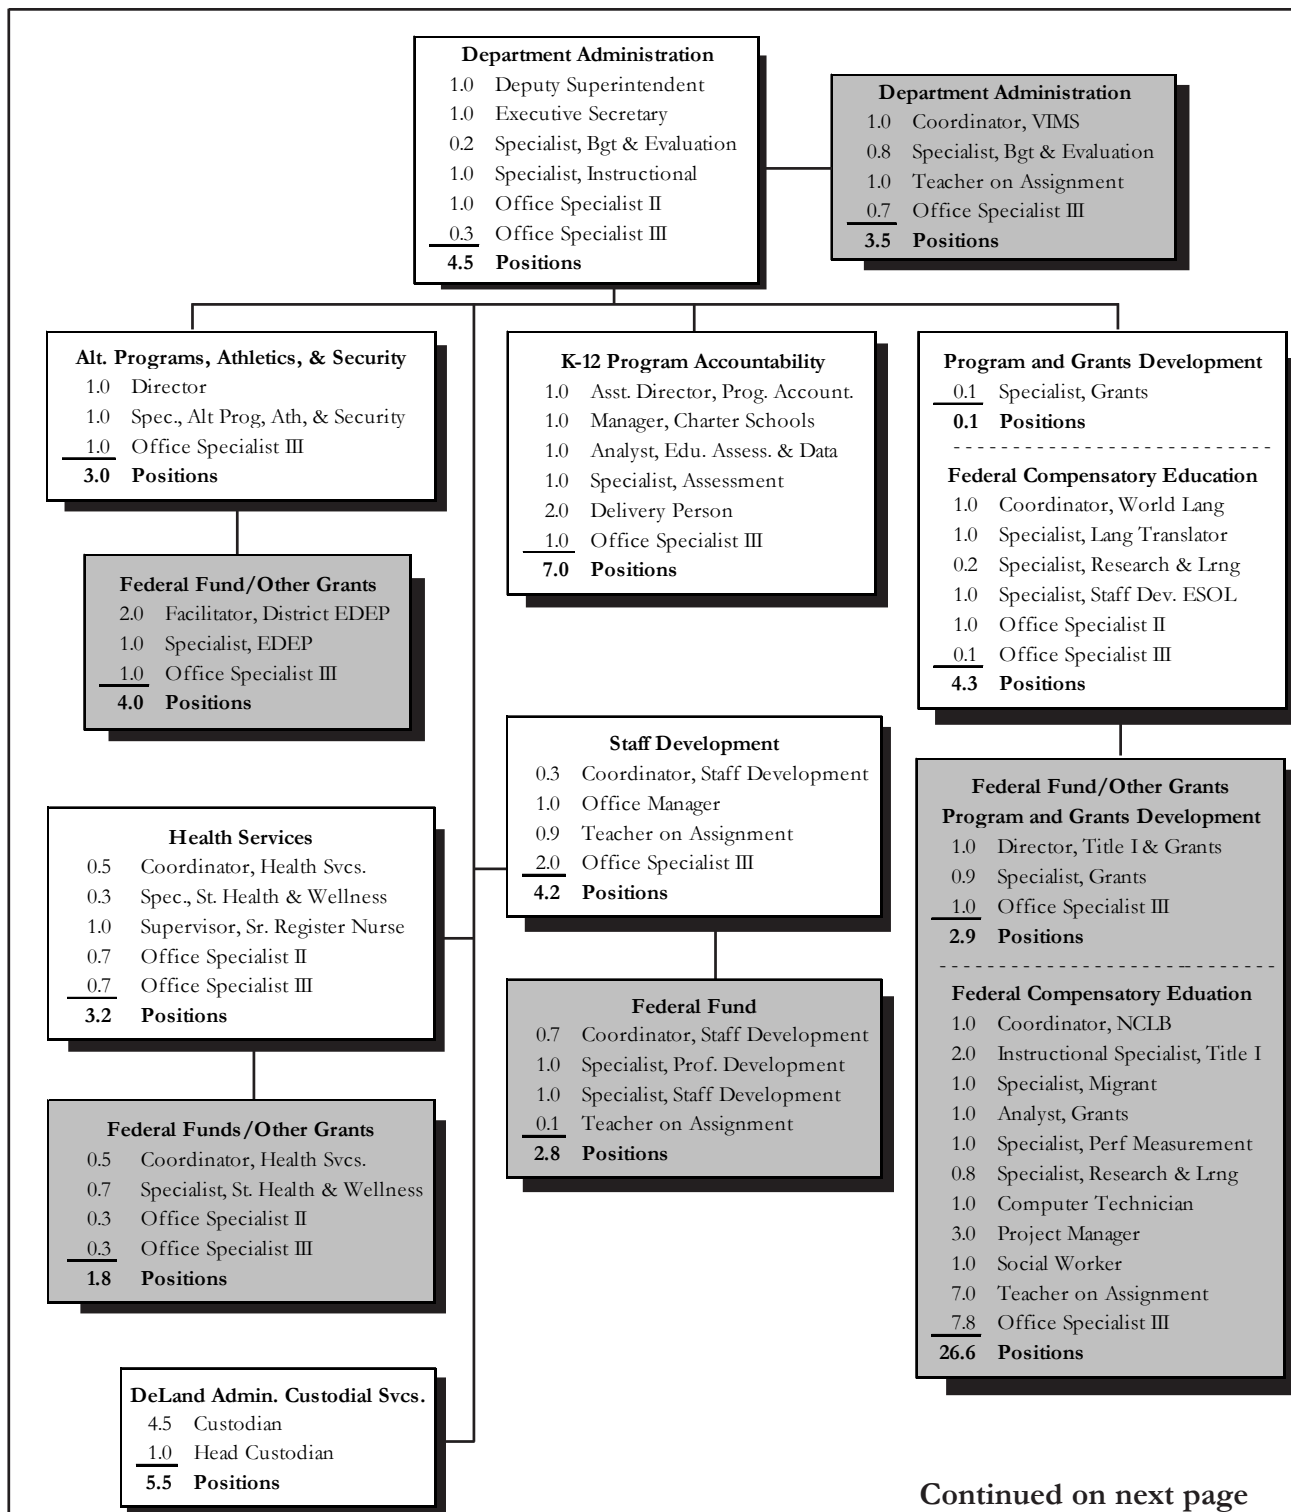 Department Administration
1.0 Deputy Superintendent
1.0 Executive Secretary
0.2 Specialist, Bgt & Evaluation
1.0 Specialist, Instructional
1.0 Office Specialist II
0.3 Office Specialist III
4.5 Positions
Department Administration
1.0 Coordinator, VIMS
0.8 Specialist, Bgt & Evaluation
1.0 Teacher on Assignment
0.7 Office Specialist III
3.5 Positions
Alt. Programs, Athletics, & Security
1.0 Director
1.0 Spec., Alt Prog, Ath, & Security
1.0 Office Specialist III
3.0 Positions
Federal Fund/Other Grants
2.0 Facilitator, District EDEP
1.0 Specialist, EDEP
1.0 Office Specialist III
4.0 Positions
K-12 Program Accountability
1.0 Asst. Director, Prog. Account.
1.0 Manager, Charter Schools
1.0 Analyst, Edu. Assess. & Data
1.0 Specialist, Assessment
2.0 Delivery Person
1.0 Office Specialist III
7.0 Positions
Program and Grants Development
0.1 Specialist, Grants
0.1 Positions
Federal Compensatory Education
1.0 Coordinator, World Lang
1.0 Specialist, Lang Translator
0.2 Specialist, Research & Lrng
1.0 Specialist, Staff Dev. ESOL
1.0 Office Specialist II
0.1 Office Specialist III
4.3 Positions
Staff Development
0.3 Coordinator, Staff Development
1.0 Office Manager
0.9 Teacher on Assignment
2.0 Office Specialist III
4.2 Positions
Federal Fund
0.7 Coordinator, Staff Development
1.0 Specialist, Prof. Development
1.0 Specialist, Staff Development
0.1 Teacher on Assignment
2.8 Positions
Health Services
0.5 Coordinator, Health Svcs.
0.3 Spec., St. Health & Wellness
1.0 Supervisor, Sr. Register Nurse
0.7 Office Specialist II
0.7 Office Specialist III
3.2 Positions
Federal Funds/Other Grants
0.5 Coordinator, Health Svcs.
0.7 Specialist, St. Health & Wellness
0.3 Office Specialist II
0.3 Office Specialist III
1.8 Positions
Federal Fund/Other Grants
Program and Grants Development
1.0 Director, Title I & Grants
0.9 Specialist, Grants
1.0 Office Specialist III
2.9 Positions
Federal Compensatory Eduation
1.0 Coordinator, NCLB
2.0 Instructional Specialist, Title I
1.0 Specialist, Migrant
1.0 Analyst, Grants
1.0 Specialist, Perf Measurement
0.8 Specialist, Research & Lrng
1.0 Computer Technician
3.0 Project Manager
1.0 Social Worker
7.0 Teacher on Assignment
7.8 Office Specialist III
26.6 Positions
DeLand Admin. Custodial Svcs.
4.5 Custodian
1.0 Head Custodian
5.5 Positions
Continued on next page